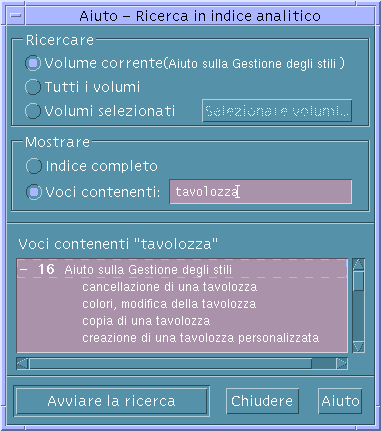 Aiuto – Ricerca in indice analitico
Ricercare
Volume corrente(Aiuto sulla Gestione degli stili )
Tutti i volumi
Volumi selezionati
Selezionare volumi...
Mostrare
Indice completo
Voci contenenti:
tavolozza
Voci contenenti "tavolozza"
– 16 Aiuto sulla Gestione degli stili
cancellazione di una tavolozza
colori, modifica della tavolozza
copia di una tavolozza
creazione di una tavolozza personalizzata
Avviare la ricerca
Chiudere
Aiuto